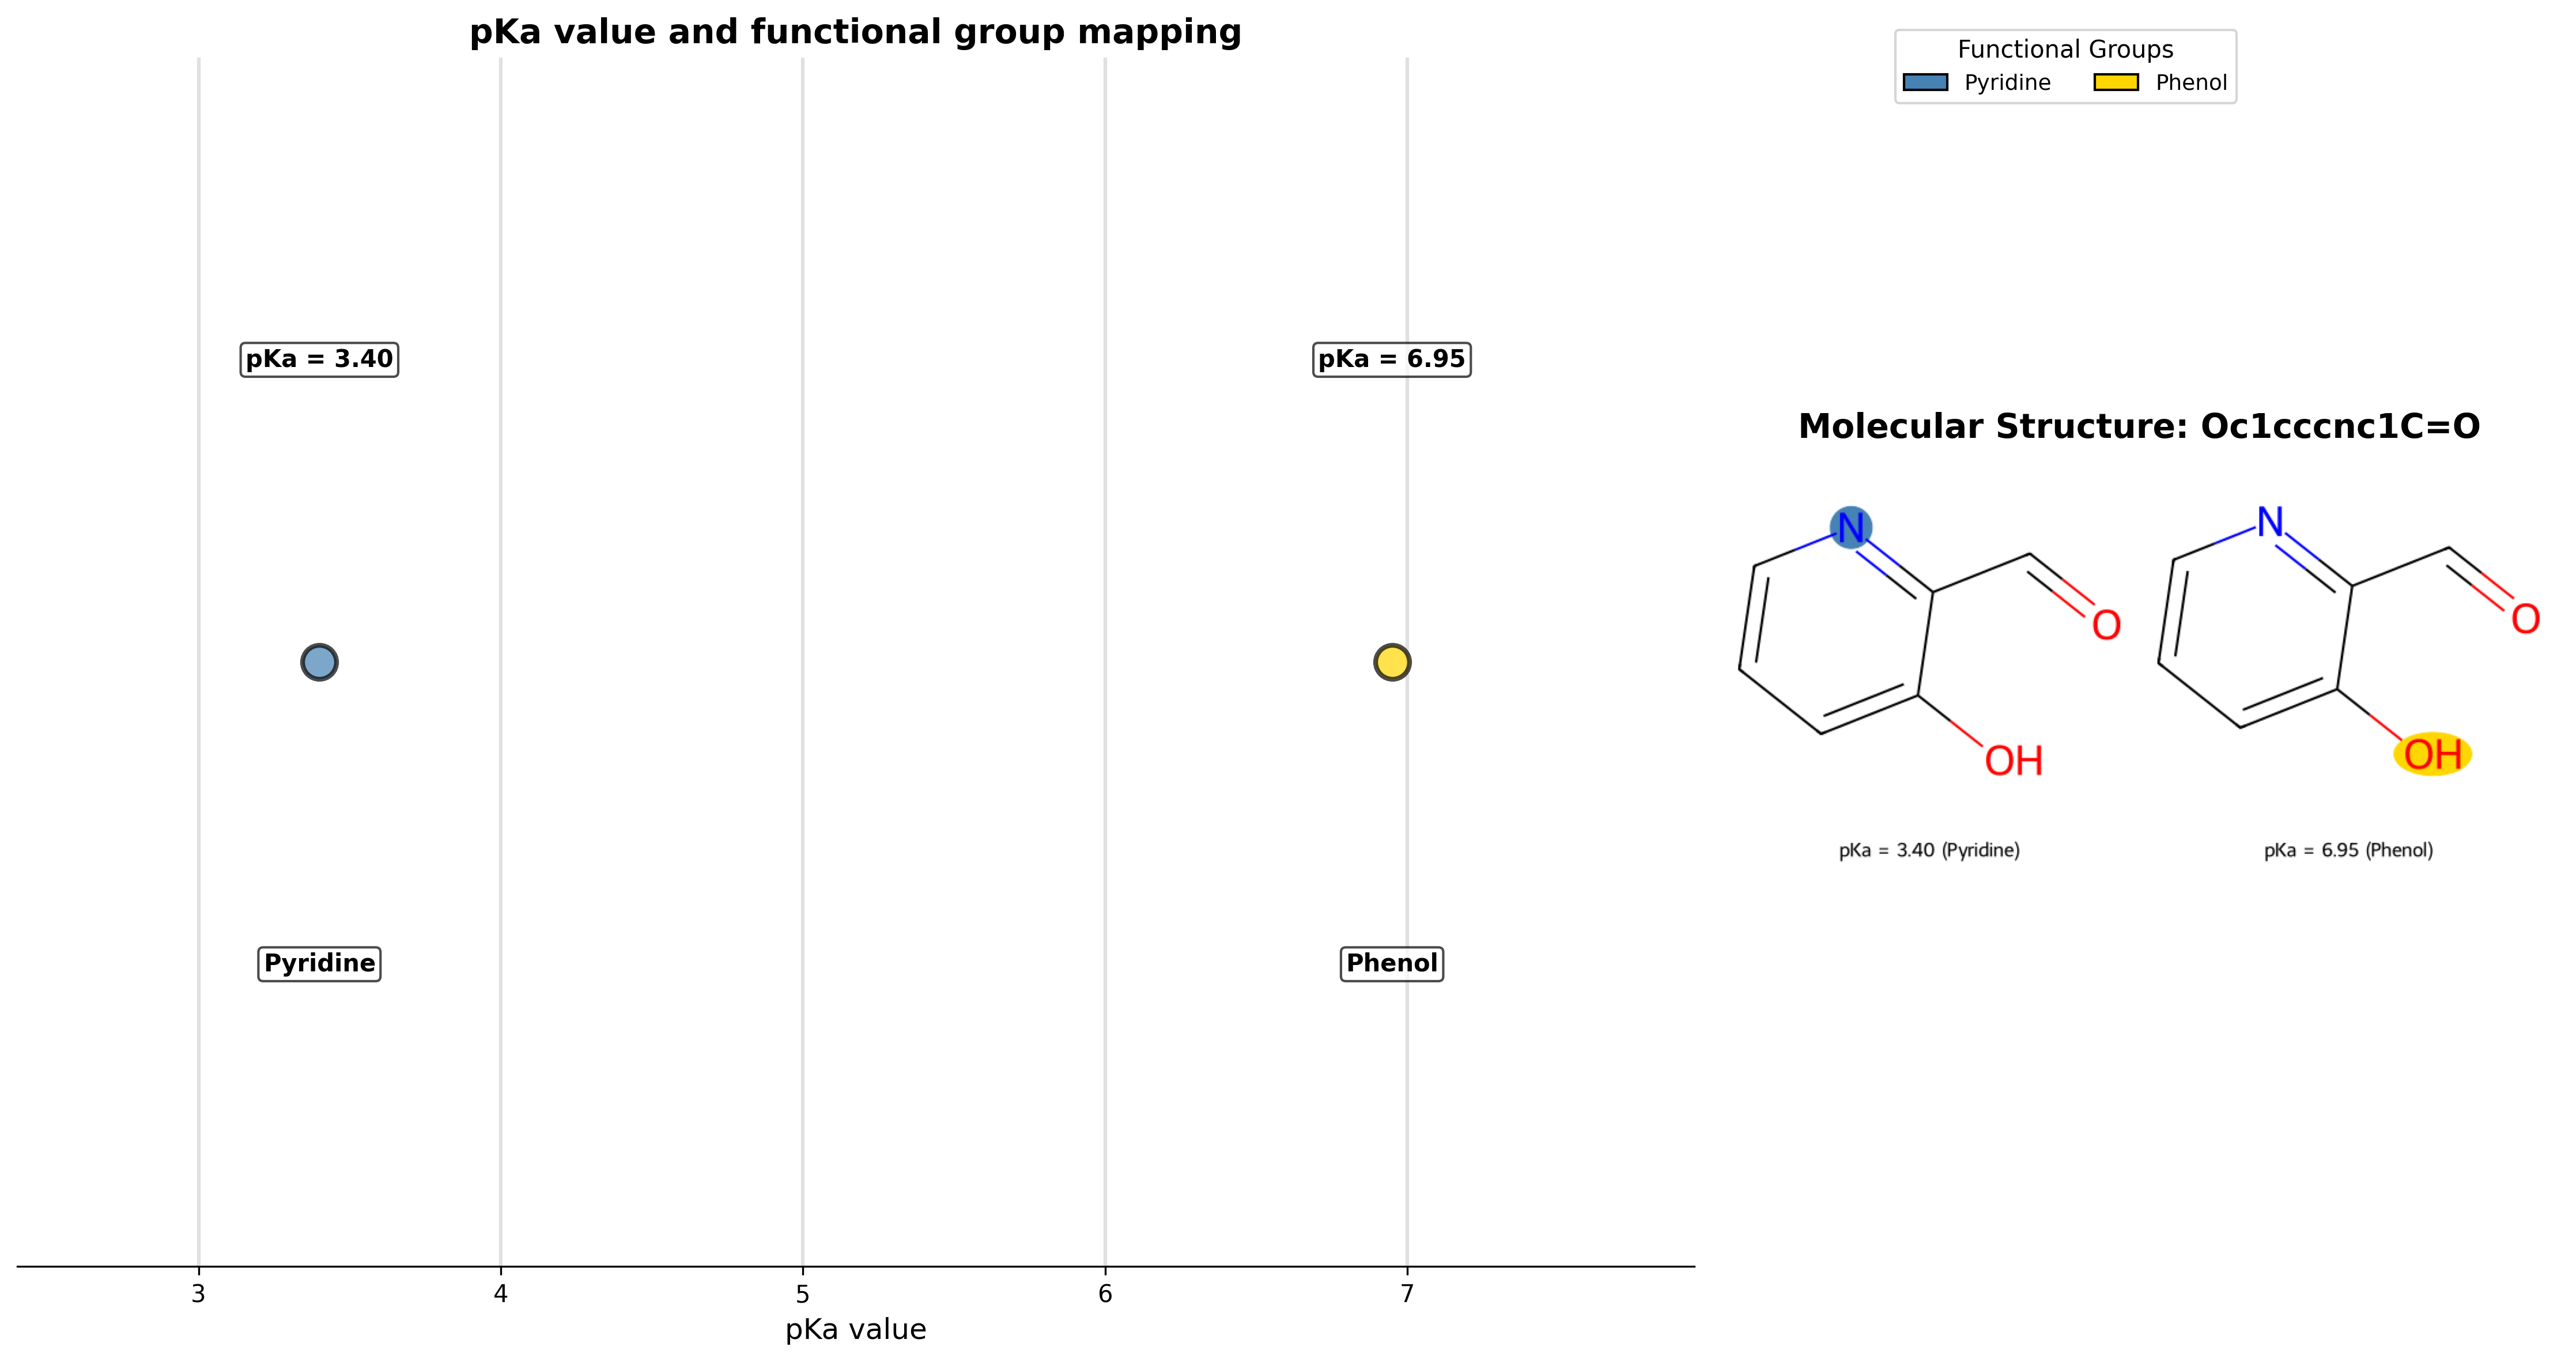 pKa value and functional group mapping
pKa = 3.40
pKa = 6.95
Pyridine
Phenol
3 4 5 6 7
pKa value
Functional Groups
Pyridine Phenol
Molecular Structure: Oc1cccnc1C=O
N
O
OH
N
O
OH
pKa = 3.40 (Pyridine)
pKa = 6.95 (Phenol)